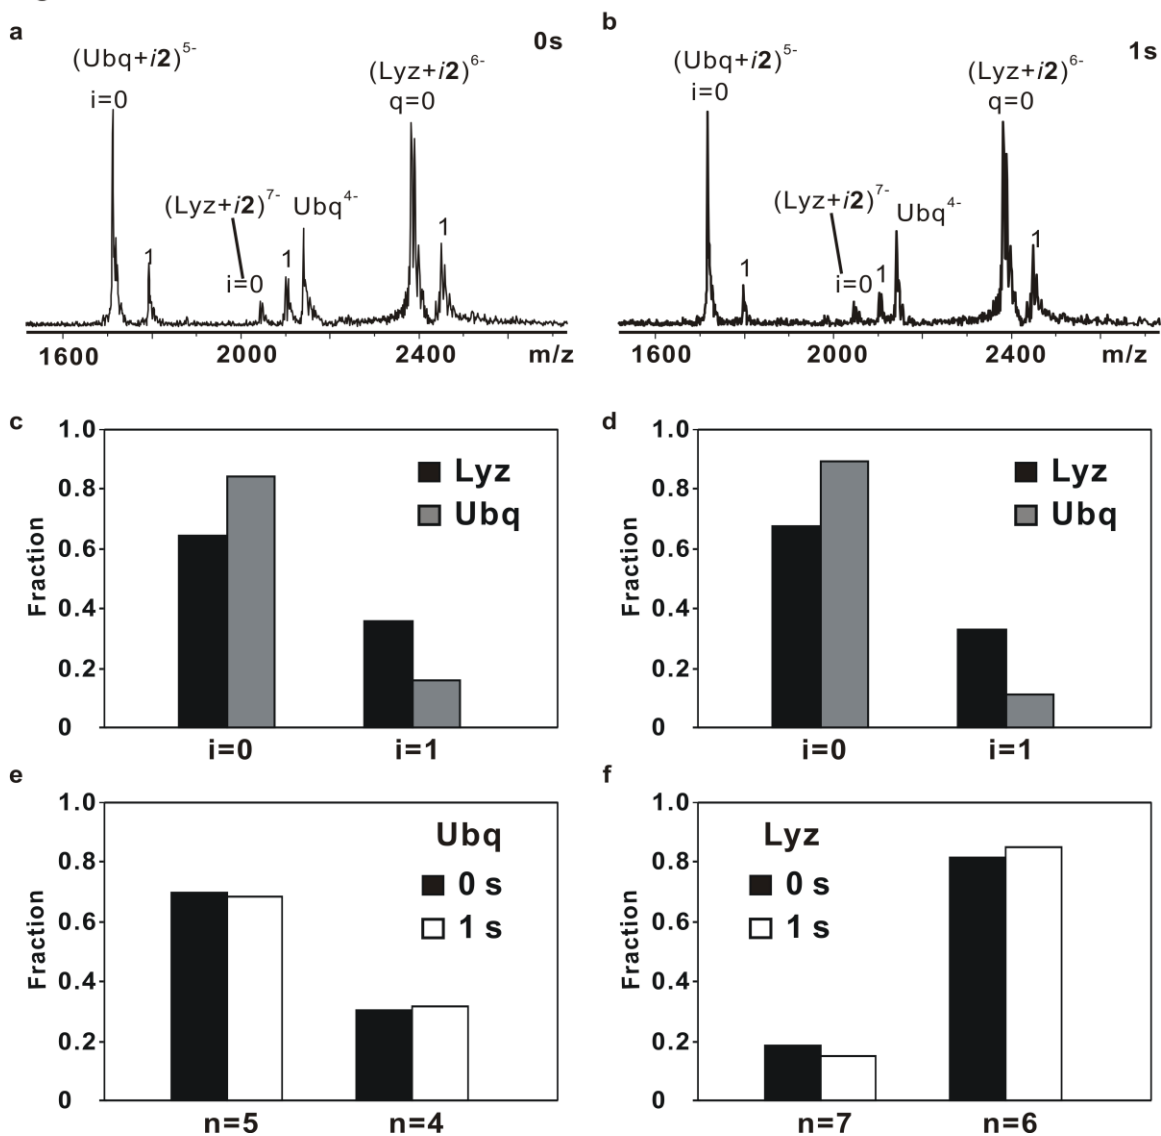 a
0s
(Ubq+i2)5-
i=0
1
(Lyz+i2)7-
i=0
1
Ubq4-
(Lyz+i2)6-
q=0
1
1600 2000 2400 m/z
b
1s
(Ubq+i2)5-
i=0
1
(Lyz+i2)7-
i=0
1
Ubq4-
(Lyz+i2)6-
q=0
1
1600 2000 2400 m/z
c
Fraction
1.0
0.8
0.6
0.4
0.2
0
Lyz
Ubq
i=0 i=1
d
Fraction
1.0
0.8
0.6
0.4
0.2
0
Lyz
Ubq
i=0 i=1
e
Fraction
1.0
0.8
0.6
0.4
0.2
0
Ubq
0 s
1 s
n=5 n=4
f
Fraction
1.0
0.8
0.6
0.4
0.2
0
Lyz
0 s
1 s
n=7 n=6